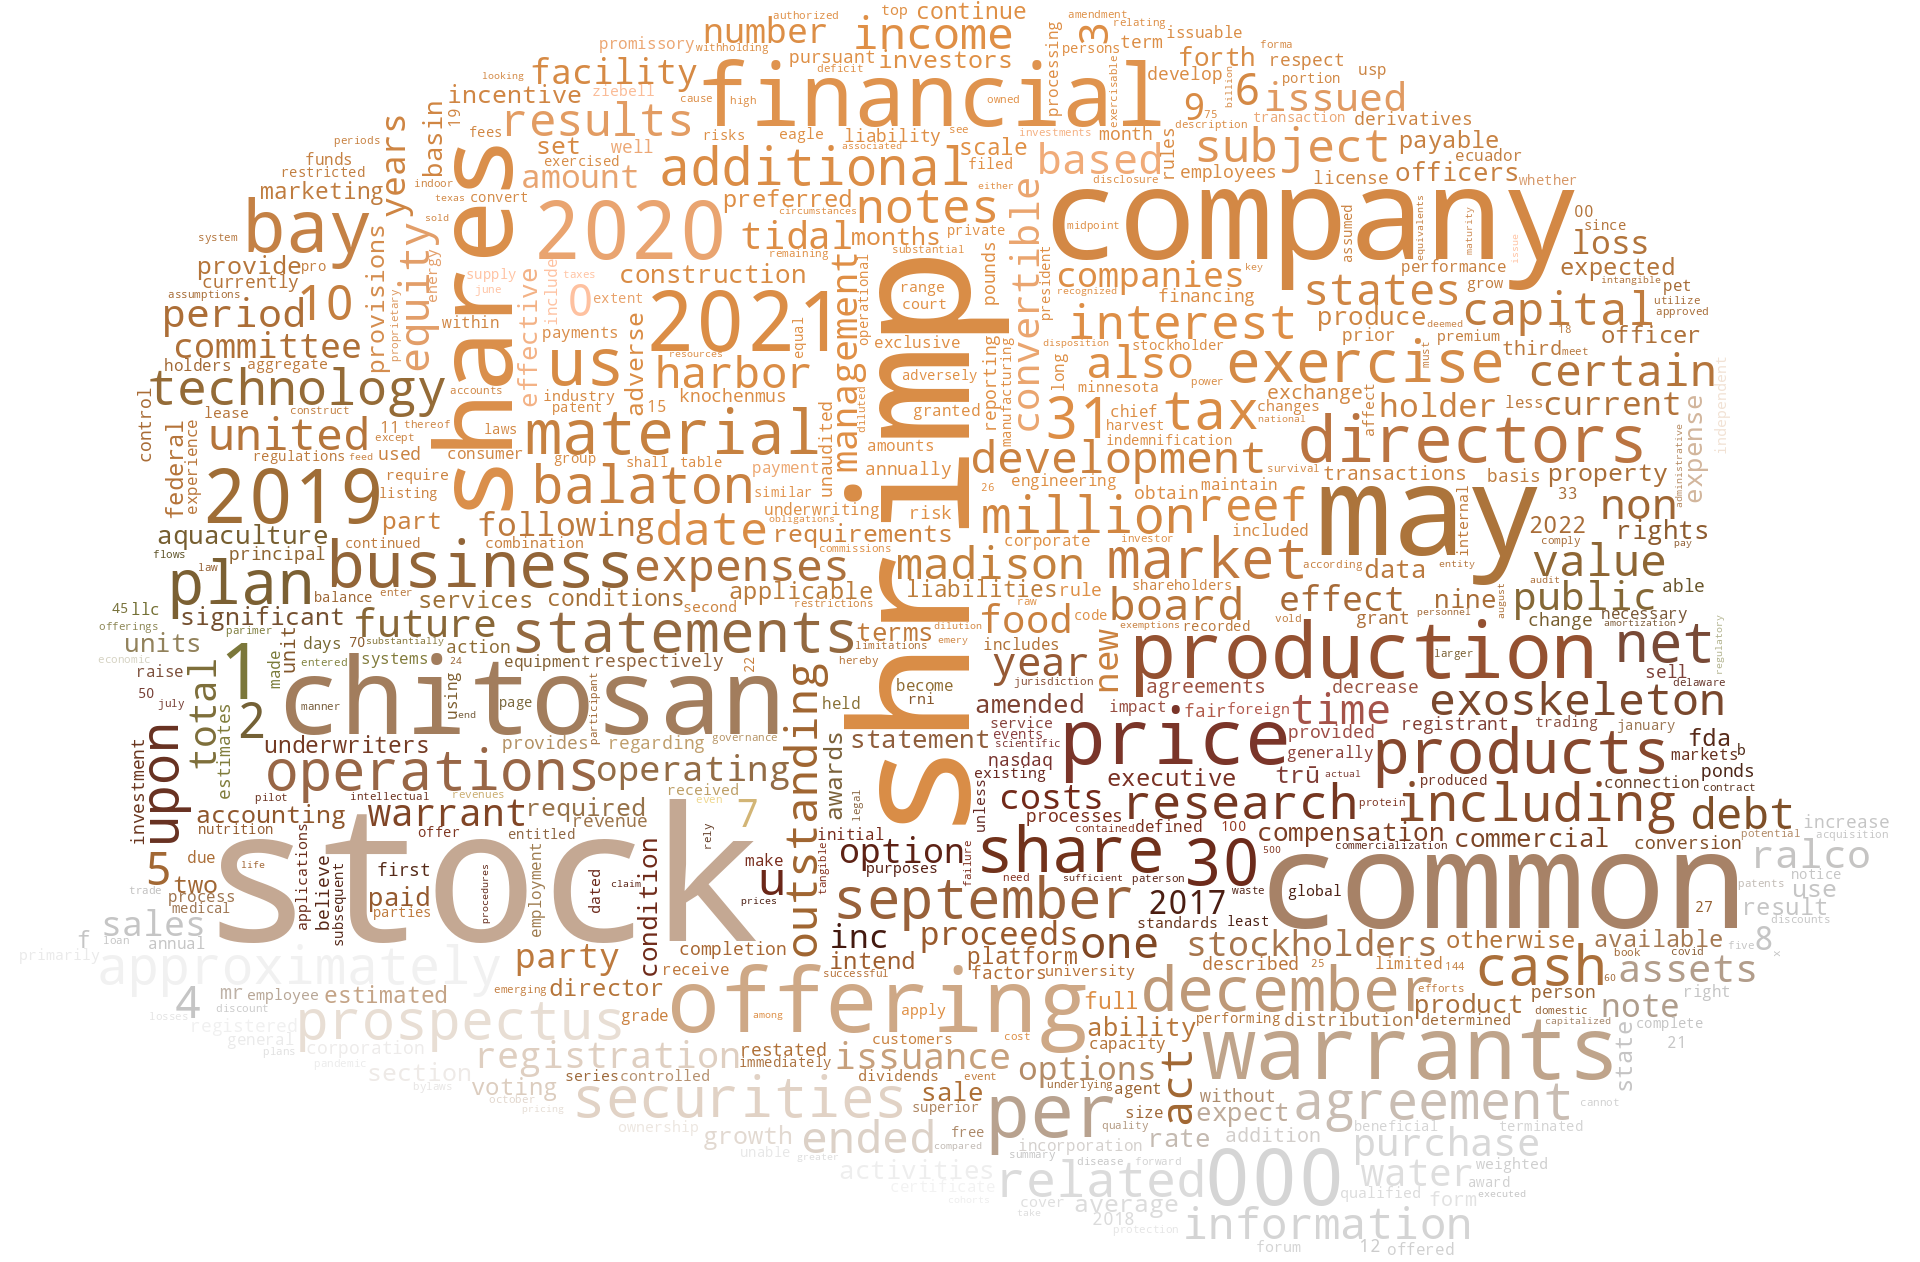 authorized
top
continue
amendment
relating
number
income
3
issuable
promissory
withholding
pursuant
investors
persons
term
forth
forma
respect
looking
facility
deficit
financial
processing
develop
portion
usp
incentive
ziebell
cause
high
owned
exercisable
billion
9
75
6
issued
results
fees
risks
eagle
liability
see
investments
month
description
transaction
derivatives
periods
years
basin
19
set
well
associated
scale
rules
subject
payable
funds
shares
exercised
additional
filed
based
employees
officers
ecuador
restricted
indoor
amount
either
disclosure
license
whether
marketing
texas
convert
preferred
notes
convertible
company
bay
sold
2020
circumstances
private
midpoint
00
since
system
provisions
equity
tidal
months
substantial
assumed
equivalents
maturity
issue
loss
provide
pro
energy
supply
include
taxes
remaining
management
shrimp
pounds
president
companies
key
performance
expected
currently
effective
june
0
construction
operational
range
court
recognized
financing
states
grow
intangible
pet
assumptions
10
proprietary
extent
2021
produce
capital
utilize
period
within
payments
equal
exclusive
interest
stockholder
prior
deemed
premium
18
approved
officer
committee
us
adverse
resources
disposition
also
exercise
must
third
meet
holders
aggregate
harbor
adversely
reporting
manufacturing
long
minnesota
power
certain
independent
technology
accounts
industry
patent
knochenmus
granted
chief
tax
exchange
affect
less
current
control
lease
construct
15
diluted
31
harvest
changes
holder
united
11
thereof
laws
material
unaudited
amounts
indemnification
national
directors
expense
administrative
federal
experience
regulations
except
feed
used
consumer
group
shall
table
annually
development
survival
transactions
basis
property
2019
require
balaton
payment
similar
26
engineering
obtain
maintain
may
33
non
listing
underwriting
risk
million
reef
internal
2022
rights
part
following
date
obligations
requirements
corporate
included
comply
aquaculture
principal
continued
combination
commissions
investor
market
pay
flows
law
plan
business
expenses
madison
according
data
entity
value
balance
enter
applicable
liabilities
rule
shareholders
audit
able
45
llc
significant
services
conditions
second
restrictions
raw
code
board
effect
nine
august
public
offerings
parimer
future
statements
dilution
food
exemptions
recorded
vold
grant
personnel
change
necessary
amortization
units
days
70
substantially
action
terms
emery
limitations
includes
production
net
regulatory
economic
made
unit
entered
systems
24
equipment
respectively
22
hereby
year
new
larger
raise
total
1
chitosan
using
become
jurisdiction
agreements
decrease
sell
delaware
50
july
2
manner
end
page
participant
outstanding
held
rni
amended
impact
fair
foreign
time
exoskeleton
upon
estimates
underwriters
provides
regarding
governance
awards
statement
service
events
scientific
price
provided
registrant
trading
january
fda
investment
operations
operating
nasdaq
generally
products
markets
b
pilot
intellectual
revenues
received
legal
existing
executive
trū
actual
produced
connection
ponds
contract
accounting
warrant
required
even
7
unless
costs
research
protein
including
debt
nutrition
offer
entitled
revenue
rely
initial
processes
contained
defined
100
compensation
commercial
potential
increase
acquisition
5
due
life
stock
condition
make
tangible
option
failure
share
30
500
commercialization
conversion
ralco
two
process
applications
believe
first
procedures
claim
u
purposes
need
sufficient
paterson
waste
global
common
patents
notice
trade
medical
subsequent
paid
parties
employment
dated
prices
september
2017
least
27
use
result
discounts
sales
inc
proceeds
standards
f
loan
annual
completion
one
stockholders
otherwise
available
five
8
covid
x
primarily
approximately
party
receive
intend
platform
described
25
limited
144
cash
book
60
assets
4
mr
employee
estimated
emerging
director
successful
factors
university
december
efforts
person
right
losses
discount
offering
full
product
domestic
note
registered
prospectus
grade
among
apply
ability
performing
distribution
determined
capitalized
complete
general
plans
corporation
registration
restated
customers
cost
capacity
warrants
state
21
pandemic
section
immediately
issuance
options
act
bylaws
voting
series
controlled
dividends
event
underlying
agent
without
cannot
october
pricing
securities
sale
superior
per
size
expect
agreement
ownership
growth
ended
free
quality
beneficial
terminated
unable
greater
compared
incorporation
rate
addition
purchase
activities
summary
disease
forward
weighted
certificate
cohorts
related
000
water
award
cover
average
qualified
form
executed
take
2018
protection
information
forum
12
offered